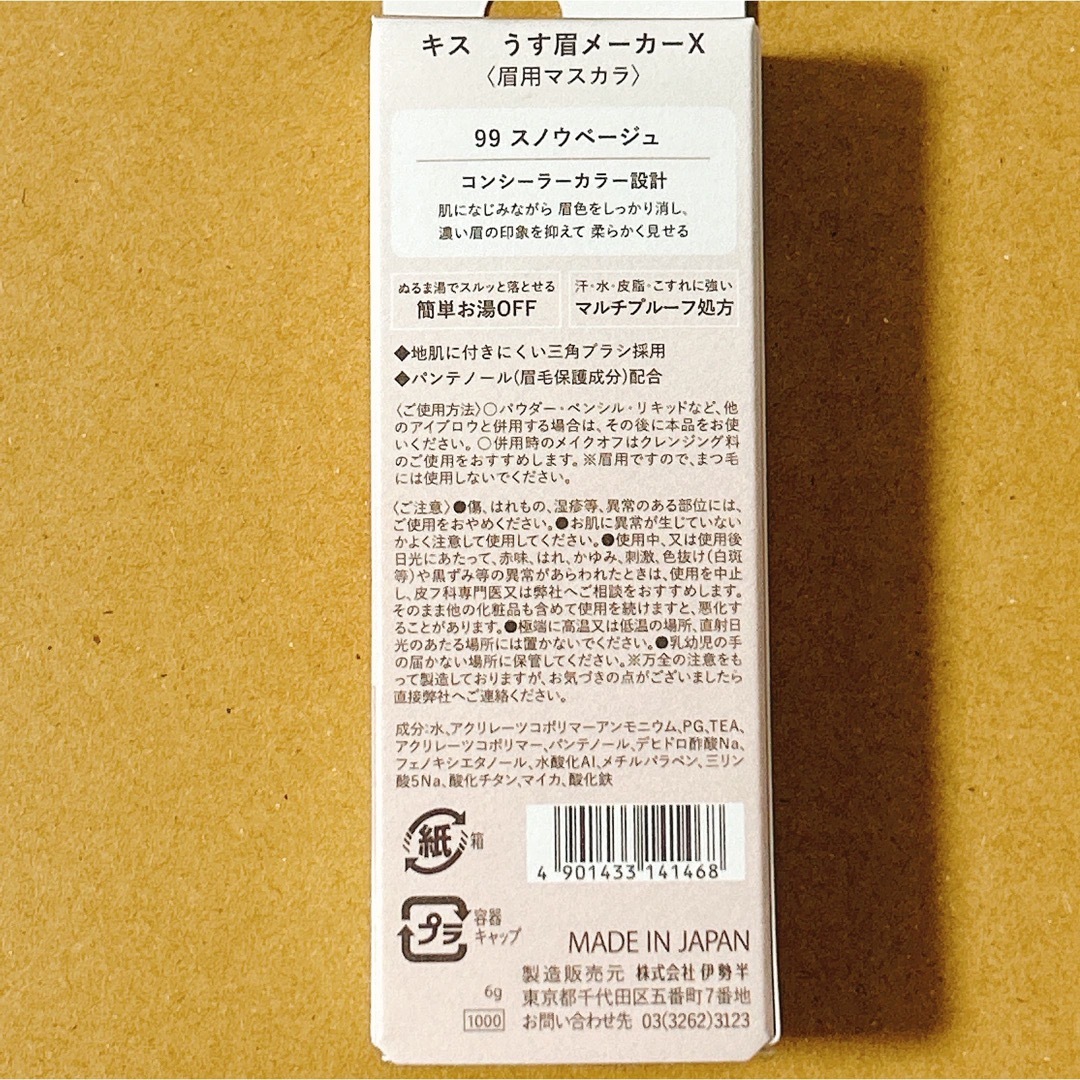 キス　うす眉メーカーX
〈眉用マスカラ〉
99 スノウベージュ
コンシーラーカラー設計
肌になじみながら 眉色をしっかり消し、
濃い眉の印象を抑えて 柔らかく見せる
ぬるま湯でスルッと落とせる
簡単お湯OFF
汗・水・皮脂・こすれに強い
マルチプルーフ処方
◆地肌に付きにくい三角ブラシ採用
◆パンテノール(眉毛保護成分)配合
〈ご使用方法〉○パウダー・ペンシル・リキッドなど、他
のアイブロウと併用する場合は、その後に本品をお使
いください。○併用時のメイクオフはクレンジング料
のご使用をおすすめします。※眉用ですので、まつ毛
には使用しないでください。
〈ご注意〉●傷、はれもの、湿疹等、異常のある部位には、
ご使用をおやめください。●お肌に異常が生じていない
かよく注意して使用してください。●使用中、又は使用後
日光にあたって、赤味、はれ、かゆみ、刺激、色抜け(白斑
等)や黒ずみ等の異常があらわれたときは、使用を中止
し、皮フ科専門医又は弊社へご相談をおすすめします。
そのまま他の化粧品も含めて使用を続けますと、悪化す
ることがあります。●極端に高温又は低温の場所、直射日
光のあたる場所には置かないでください。●乳幼児の手
の届かない場所に保管してください。※万全の注意をも
って製造しておりますが、お気づきの点がございましたら
直接弊社へご連絡ください。
成分:水、アクリレーツコポリマーアンモニウム、PG、TEA、
アクリレーツコポリマー、パンテノール、デヒドロ酢酸Na、
フェノキシエタノール、水酸化Al、メチルパラベン、三リン
酸5Na、酸化チタン、マイカ、酸化鉄
紙 箱
4 901433 141468
プラ 容器
キャップ
MADE IN JAPAN
製造販売元 株式会社 伊勢半
6g 東京都千代田区五番町7番地
1000 お問い合わせ先 03(3262)3123